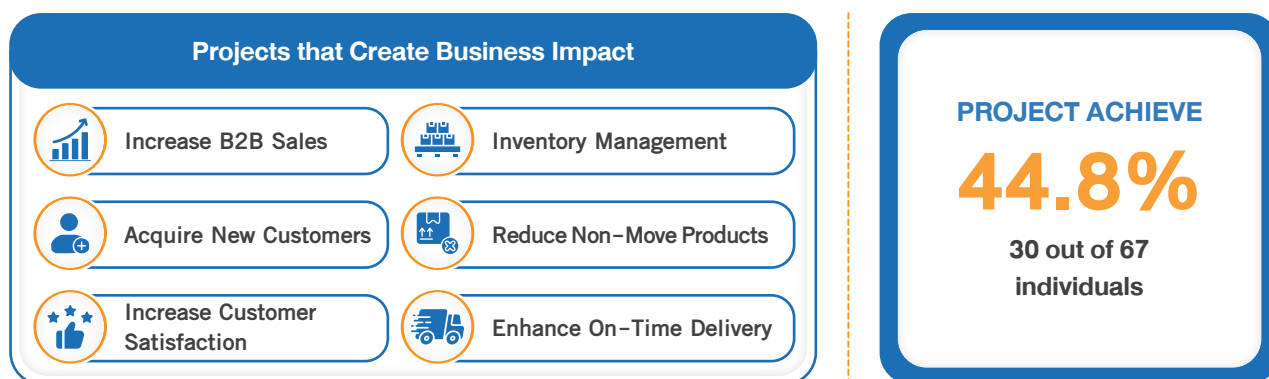 Projects that Create Business Impact
Increase B2B Sales
Inventory Management
Acquire New Customers
Reduce Non-Move Products
Increase Customer
Satisfaction
Enhance On-Time Delivery
PROJECT ACHIEVE
44.8%
30 out of 67
individuals